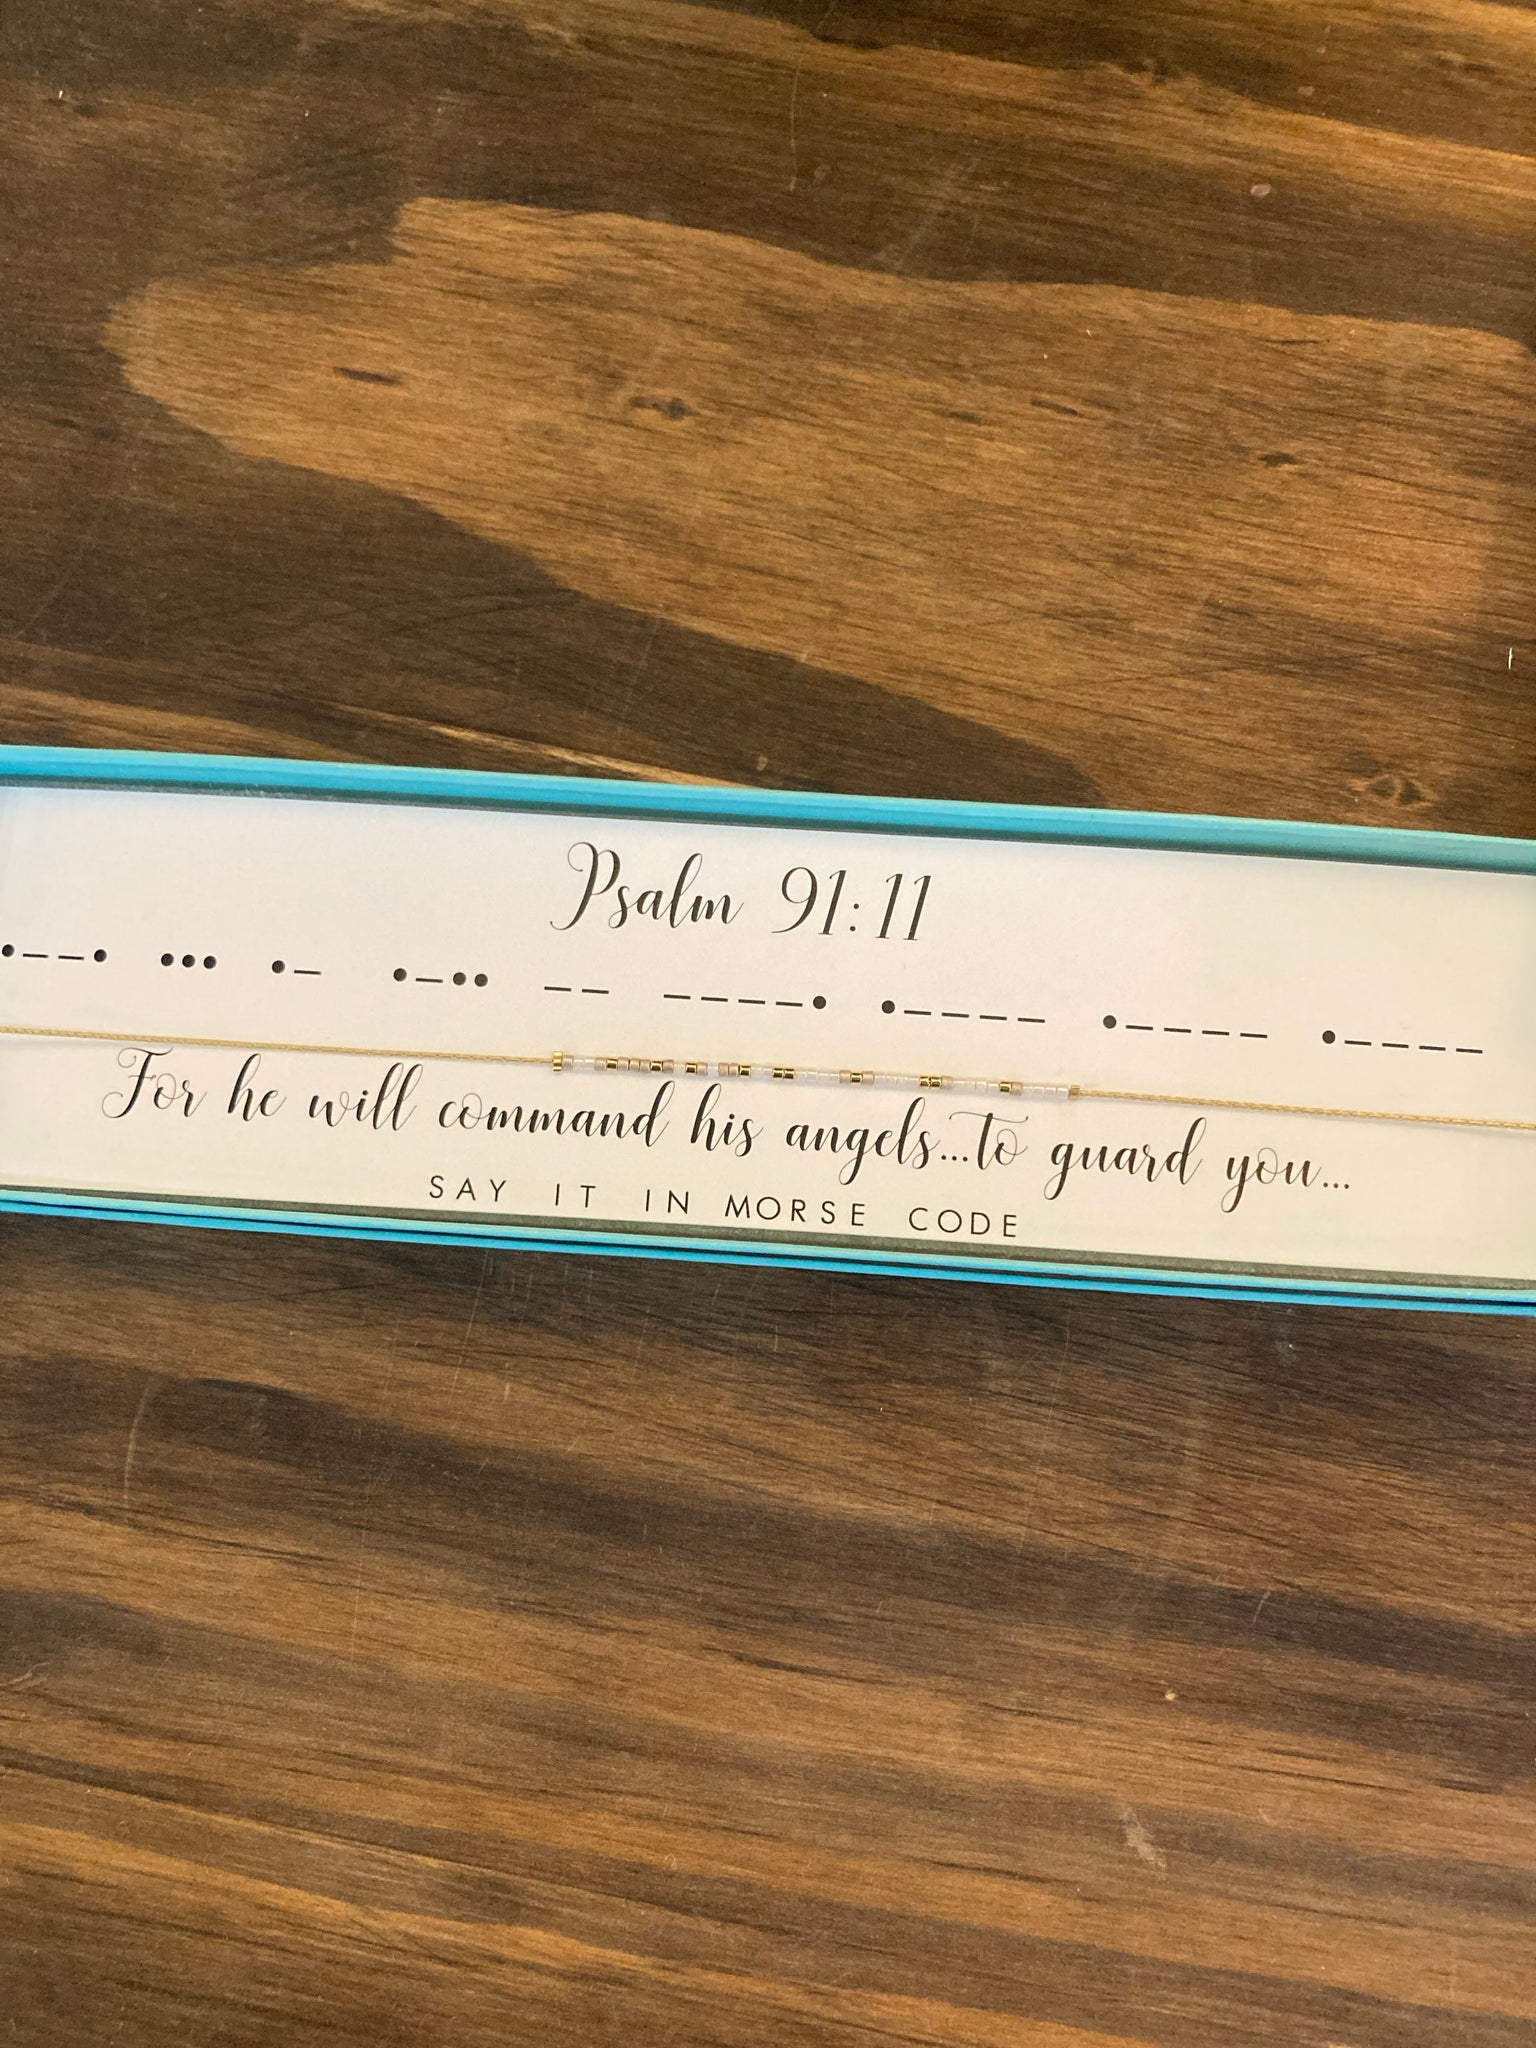 Psalm 91:11
•——• ••• •— •—•• —— ————• •———— •———— •————
For he will command his angels...to guard you...
SAY IT IN MORSE CODE